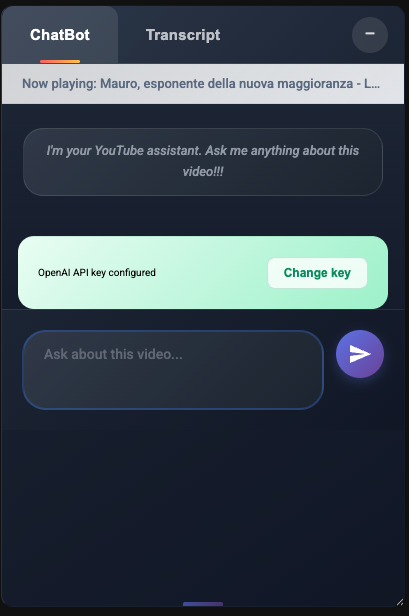 ChatBot Transcript
Now playing: Mauro, esponente della nuova maggioranza - L...
I'm your YouTube assistant. Ask me anything about this
video!!!
OpenAI API key configured Change key
Ask about this video...